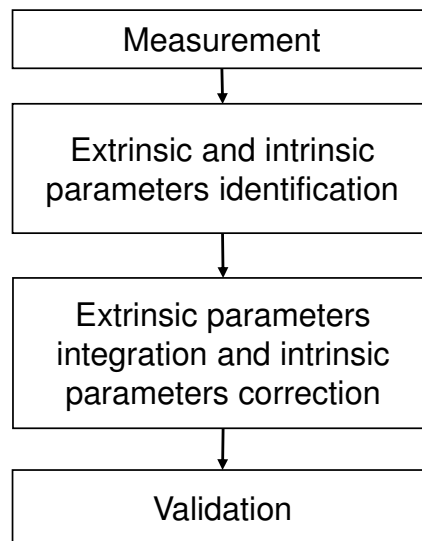 Measurement
Extrinsic and intrinsic
parameters identification
Extrinsic parameters
integration and intrinsic
parameters correction
Validation